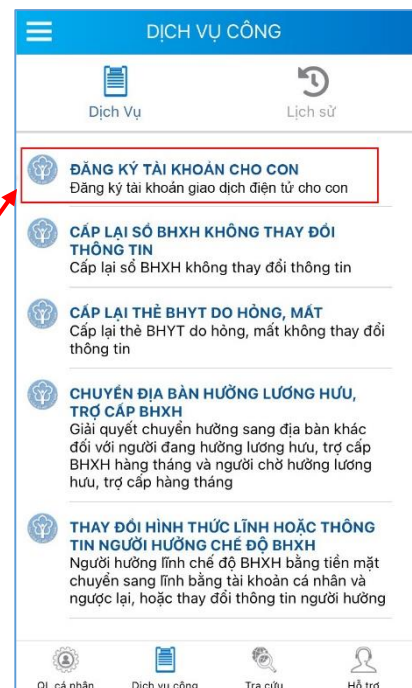 DỊCH VỤ CÔNG
Dịch Vụ
Lịch sử
ĐĂNG KÝ TÀI KHOẢN CHO CON
Đăng ký tài khoản giao dịch điện tử cho con
CẤP LẠI SỔ BHXH KHÔNG THAY ĐỔI
THÔNG TIN
Cấp lại sổ BHXH không thay đổi thông tin
CẤP LẠI THẺ BHYT DO HỎNG, MẤT
Cấp lại thẻ BHYT do hỏng, mất không thay đổi
thông tin
CHUYỂN ĐỊA BÀN HƯỞNG LƯƠNG HƯU,
TRỢ CẤP BHXH
Giải quyết chuyển hưởng sang địa bàn khác
đối với người đang hưởng lương hưu, trợ cấp
BHXH hàng tháng và người chờ hưởng lương
hưu, trợ cấp hàng tháng
THAY ĐỔI HÌNH THỨC LĨNH HOẶC THÔNG
TIN NGƯỜI HƯỞNG CHẾ ĐỘ BHXH
Người hưởng lĩnh chế độ BHXH bằng tiền mặt
chuyển sang lĩnh bằng tài khoản cá nhân và
ngược lại, hoặc thay đổi thông tin người hưởng
QL cá nhân
Dịch vụ công
Tra cứu
Hỗ trợ